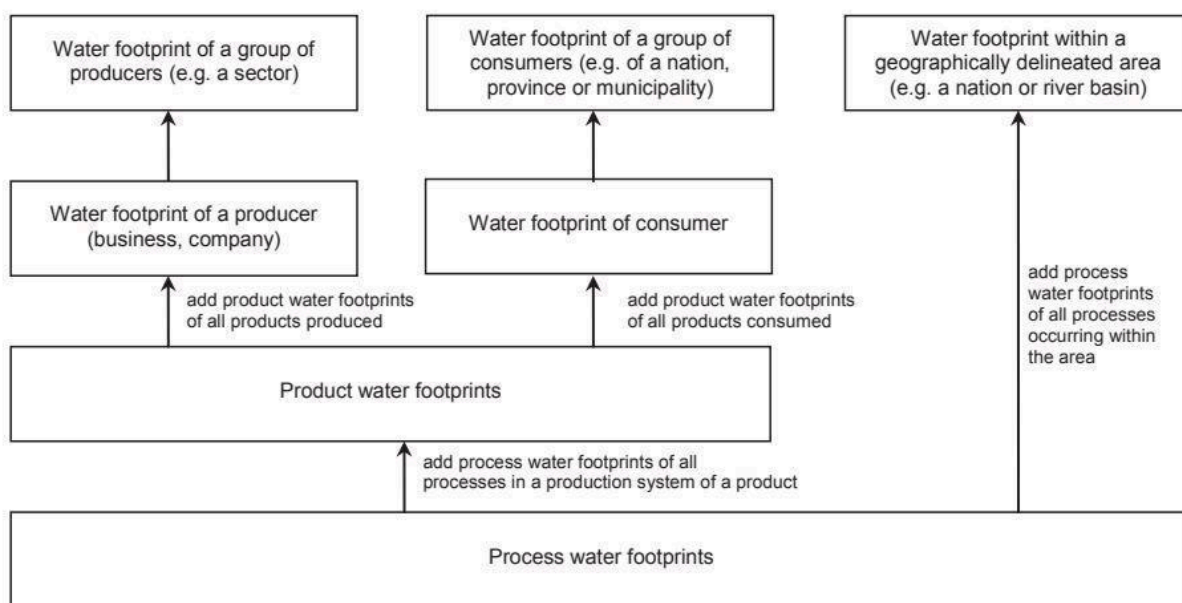 Water footprint of a group of
producers (e.g. a sector)
Water footprint of a group of
consumers (e.g. of a nation,
province or municipality)
Water footprint within a
geographically delineated area
(e.g. a nation or river basin)
Water footprint of a producer
(business, company)
Water footprint of consumer
add product water footprints
of all products produced
add product water footprints
of all products consumed
add process
water footprints
of all processes
occurring within
the area
Product water footprints
add process water footprints of all
processes in a production system of a product
Process water footprints